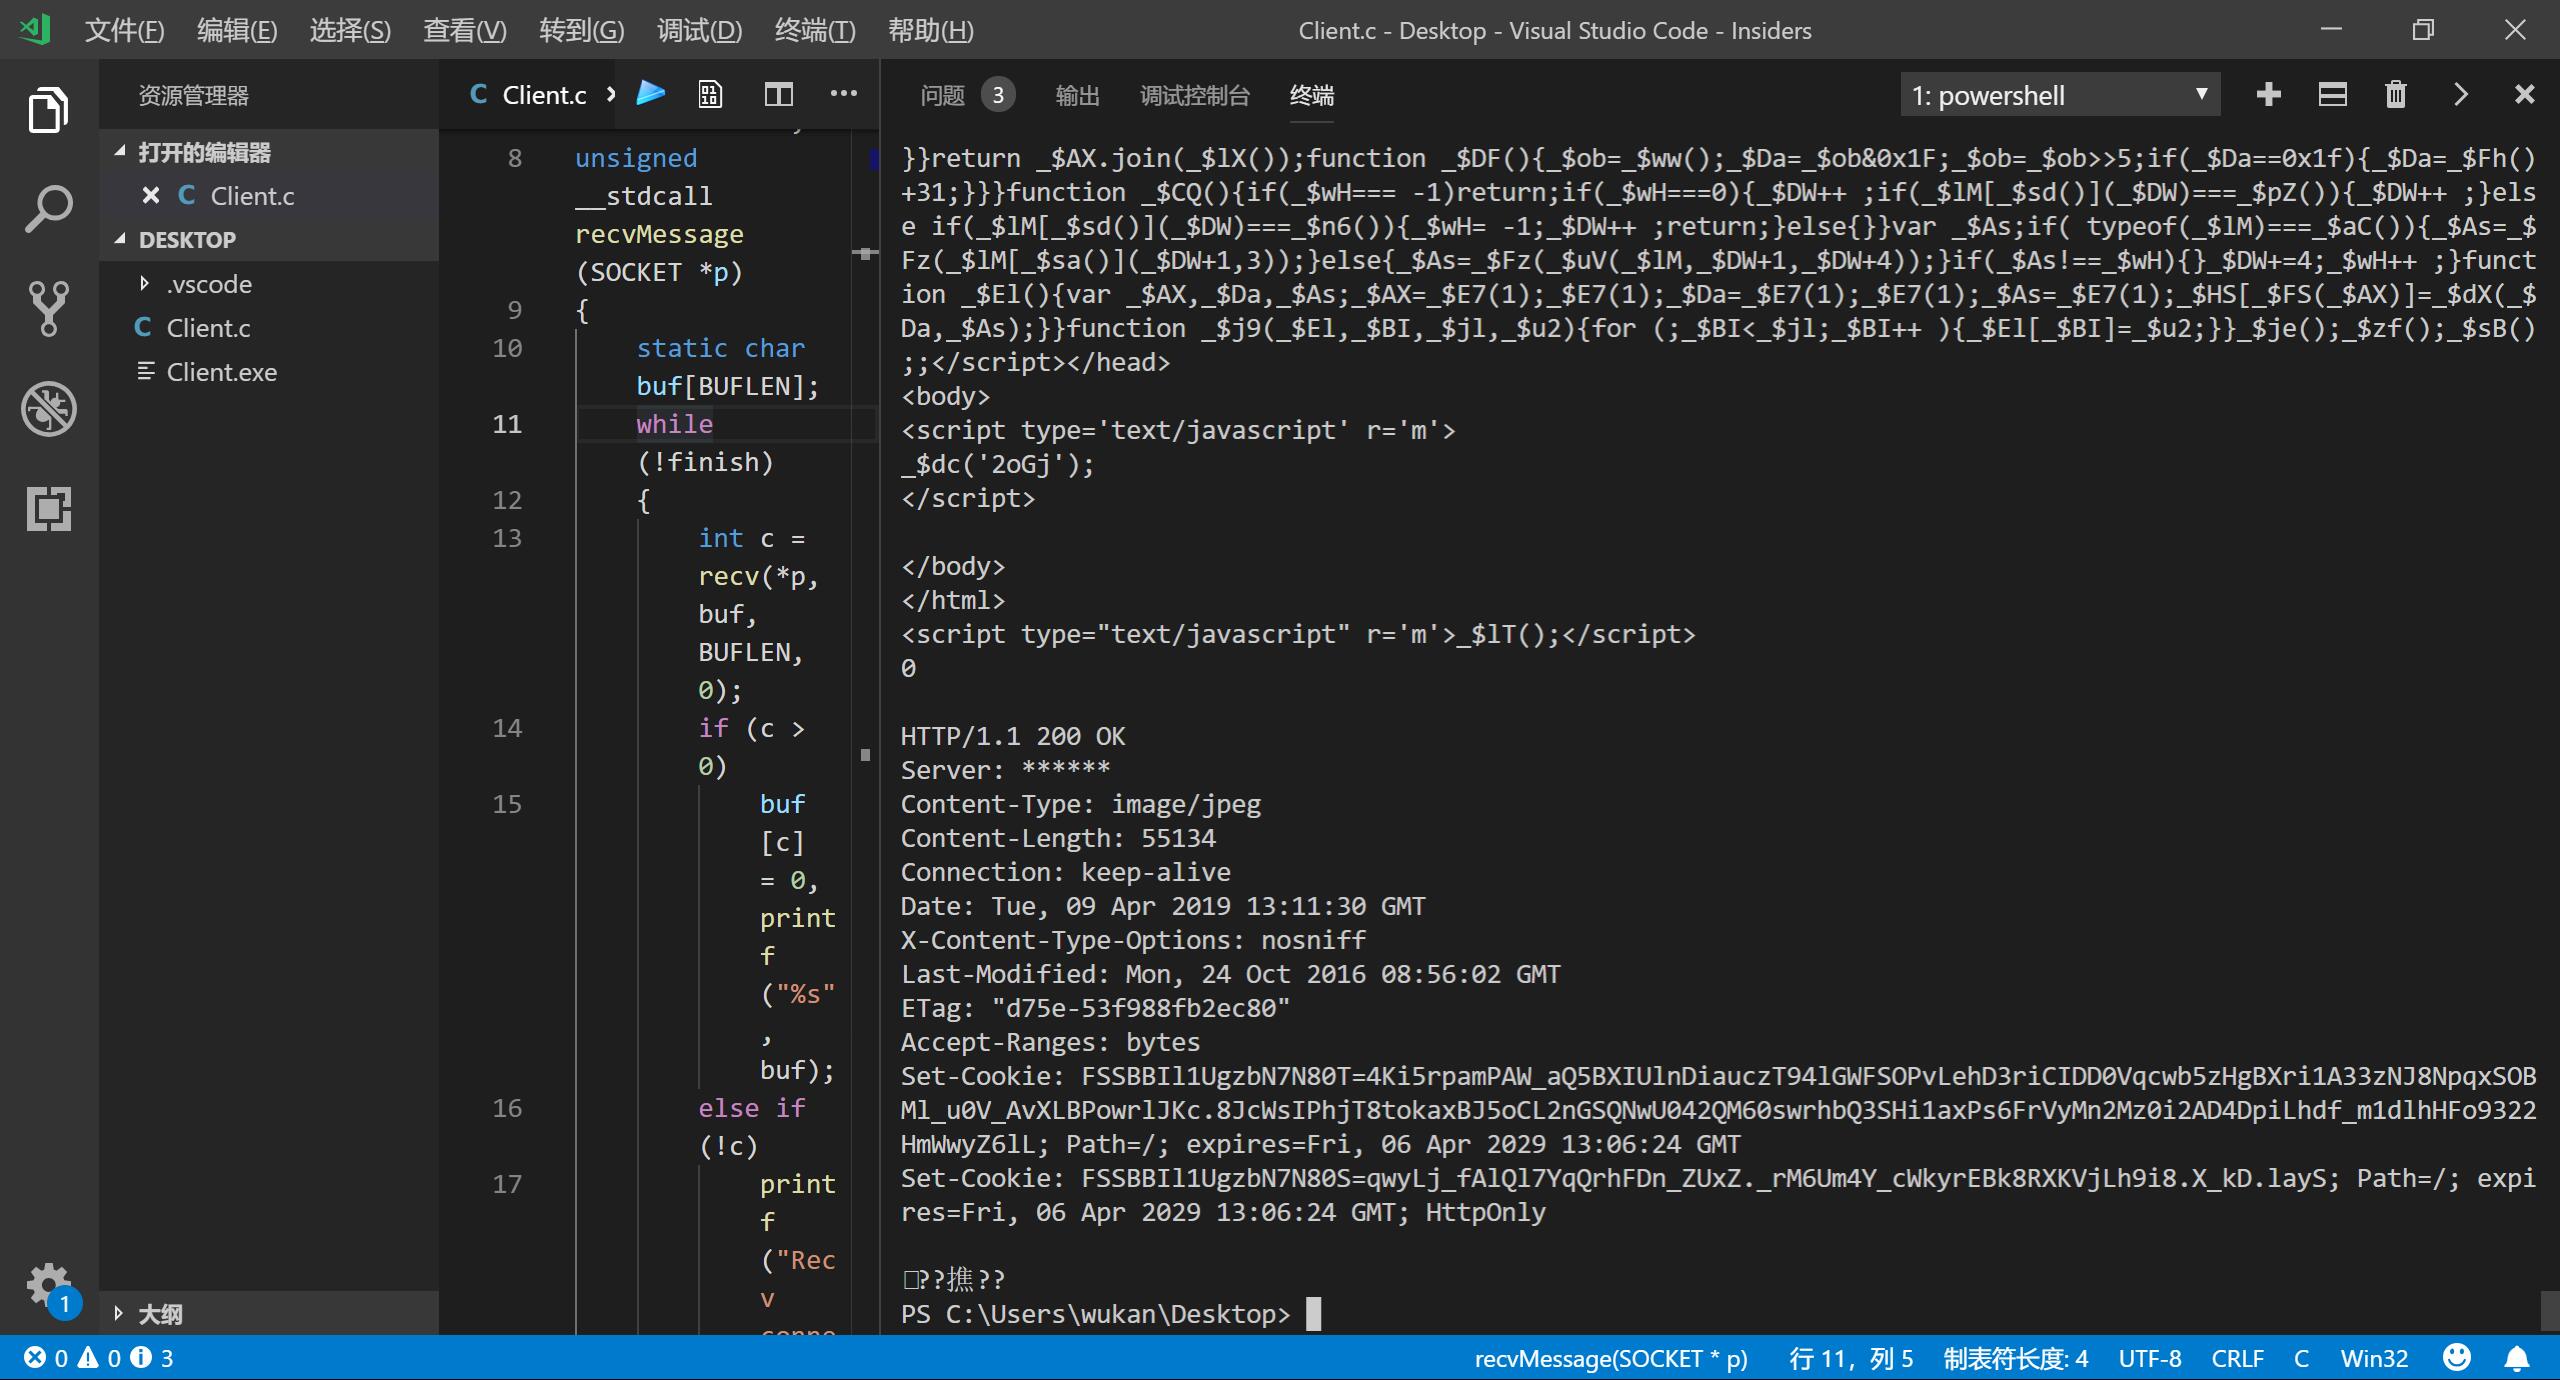 文件(F) 编辑(E) 选择(S) 查看(V) 转到(G) 调试(D) 终端(T) 帮助(H)
Client.c - Desktop - Visual Studio Code - Insiders
资源管理器
打开的编辑器
C Client.c
DESKTOP
.vscode
C Client.c
Client.exe
大纲
1
C Client.c
8 unsigned
__stdcall
recvMessage
(SOCKET *p)
9 {
10 static char
buf[BUFLEN];
11 while
(!finish)
12 {
13 int c =
recv(*p,
buf,
BUFLEN,
0);
14 if (c >
0)
15 buf
[c]
= 0,
print
f
("%s"
,
buf);
16 else if
(!c)
17 print
f
("Rec
v
conne
问题 3 输出 调试控制台 终端
1: powershell
}}return _$AX.join(_$lX());function _$DF(){_$ob=_$ww();_$Da=_$ob&0x1F;_$ob=_$ob>>5;if(_$Da==0x1f){_$Da=_$Fh()
+31;}}}function _$CQ(){if(_$wH=== -1)return;if(_$wH===0){_$DW++ ;if(_$lM[_$sd()](_$DW)===_$pZ()){_$DW++ ;}els
e if(_$lM[_$sd()](_$DW)===_$n6()){_$wH= -1;_$DW++ ;return;}else{}}var _$As;if( typeof(_$lM)===_$aC()){_$As=_$
Fz(_$lM[_$sa()](_$DW+1,3));}else{_$As=_$Fz(_$uV(_$lM,_$DW+1,_$DW+4));}if(_$As!==_$wH){}_$DW+=4;_$wH++ ;}funct
ion _$El(){var _$AX,_$Da,_$As;_$AX=_$E7(1);_$E7(1);_$Da=_$E7(1);_$E7(1);_$As=_$E7(1);_$HS[_$FS(_$AX)]=_$dX(_$
Da,_$As);}}function _$j9(_$El,_$BI,_$jl,_$u2){for (;_$BI<_$jl;_$BI++ ){_$El[_$BI]=_$u2;}}_$je();_$zf();_$sB()
;;</script></head>
<body>
<script type='text/javascript' r='m'>
_$dc('2oGj');
</script>
</body>
</html>
<script type="text/javascript" r='m'>_$lT();</script>
0
HTTP/1.1 200 OK
Server: ******
Content-Type: image/jpeg
Content-Length: 55134
Connection: keep-alive
Date: Tue, 09 Apr 2019 13:11:30 GMT
X-Content-Type-Options: nosniff
Last-Modified: Mon, 24 Oct 2016 08:56:02 GMT
ETag: "d75e-53f988fb2ec80"
Accept-Ranges: bytes
Set-Cookie: FSSBBIl1UgzbN7N80T=4Ki5rpamPAW_aQ5BXIUlnDiauczT94lGWFSOPvLehD3riCIDD0Vqcwb5zHgBXri1A33zNJ8NpqxSOB
Ml_u0V_AvXLBPowrlJKc.8JcWsIPhjT8tokaxBJ5oCL2nGSQNwU042QM60swrhbQ3SHi1axPs6FrVyMn2Mz0i2AD4DpiLhdf_m1dlhHFo9322
HmWwyZ6lL; Path=/; expires=Fri, 06 Apr 2029 13:06:24 GMT
Set-Cookie: FSSBBIl1UgzbN7N80S=qwyLj_fAlQl7YqQrhFDn_ZUxZ._rM6Um4Y_cWkyrEBk8RXKVjLh9i8.X_kD.layS; Path=/; expi
res=Fri, 06 Apr 2029 13:06:24 GMT; HttpOnly
□??撨??
PS C:\Users\wukan\Desktop>
0 0 3
recvMessage(SOCKET * p) 行 11，列 5 制表符长度: 4 UTF-8 CRLF C Win32